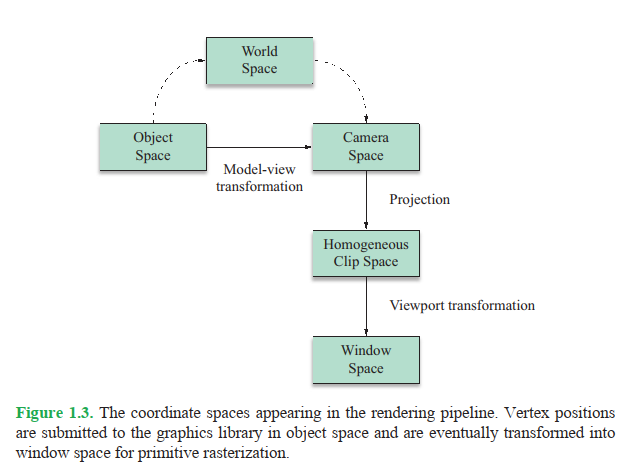 World
Space
Object
Space
Camera
Space
Model-view
transformation
Projection
Homogeneous
Clip Space
Viewport transformation
Window
Space
Figure 1.3. The coordinate spaces appearing in the rendering pipeline. Vertex positions
are submitted to the graphics library in object space and are eventually transformed into
window space for primitive rasterization.